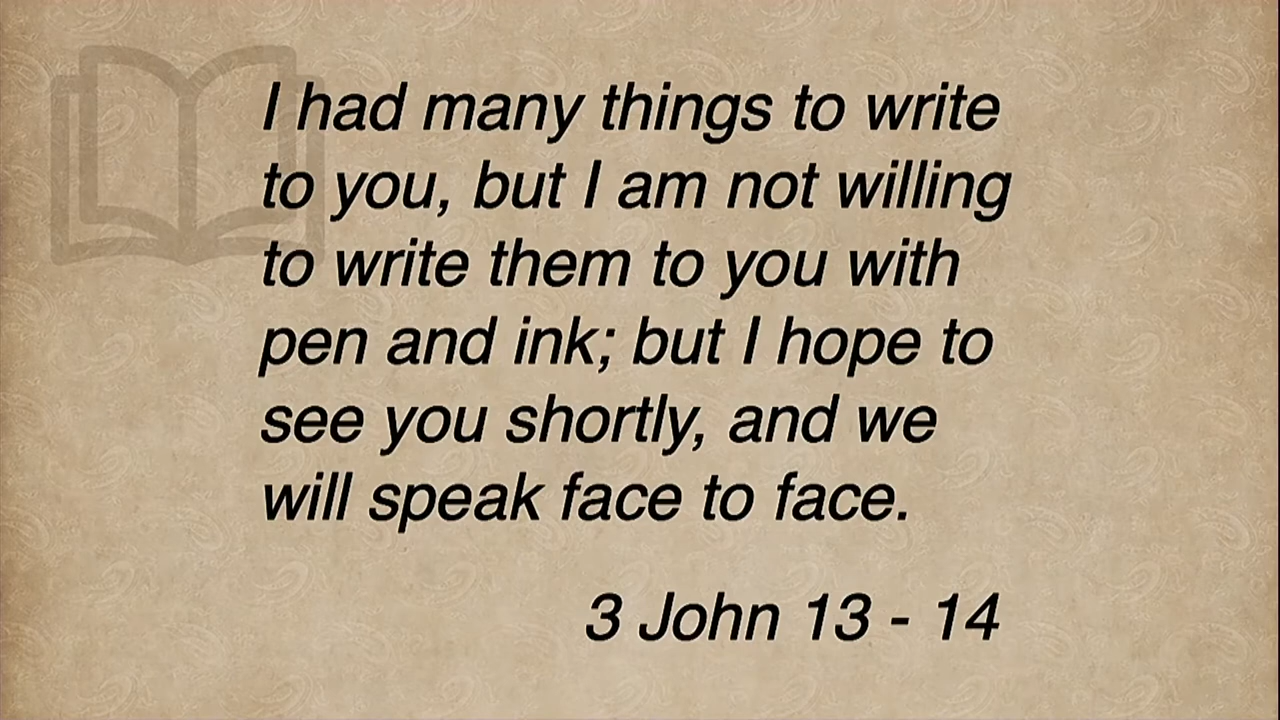 I had many things to write
to you, but I am not willing
to write them to you with
pen and ink; but I hope to
see you shortly, and we
will speak face to face.
3 John 13 - 14